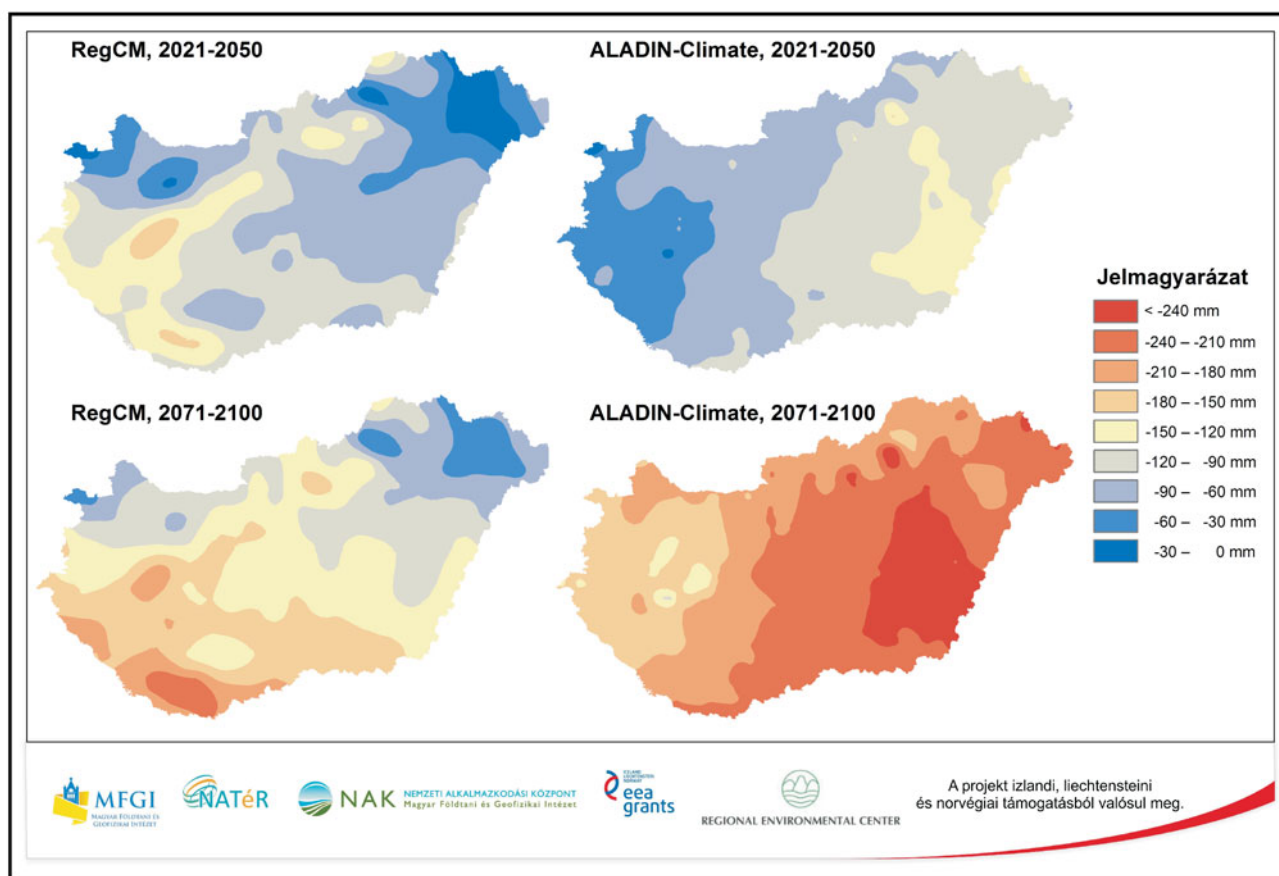 RegCM, 2021-2050
ALADIN-Climate, 2021-2050
RegCM, 2071-2100
ALADIN-Climate, 2071-2100
Jelmagyarázat
< -240 mm
-240 – -210 mm
-210 – -180 mm
-180 – -150 mm
-150 – -120 mm
-120 – -90 mm
-90 – -60 mm
-60 – -30 mm
-30 – 0 mm
MFGI
MAGYAR FÖLDTANI ÉS
GEOFIZIKAI INTÉZET
NATéR
NAK
NEMZETI ALKALMAZKODÁSI KÖZPONT
Magyar Földtani és Geofizikai Intézet
ICELAND
LIECHTENSTEIN
NORWAY
eea
grants
REGIONAL ENVIRONMENTAL CENTER
A projekt izlandi, liechtensteini
és norvégiai támogatásból valósul meg.